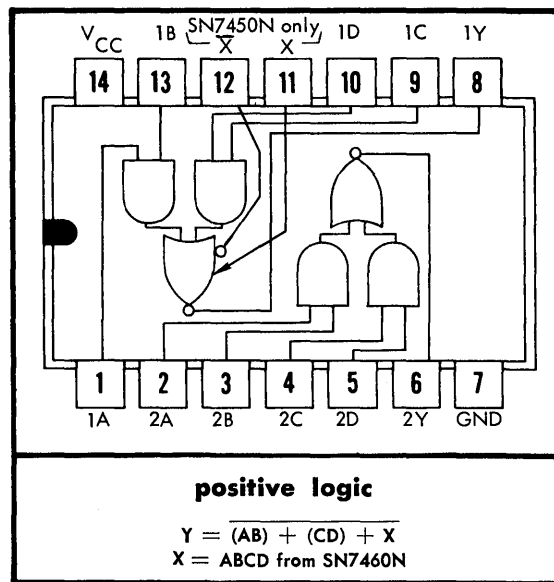 SN7450N only
V CC 1B X̅ X 1D 1C 1Y
14 13 12 11 10 9 8
1 2 3 4 5 6 7
1A 2A 2B 2C 2D 2Y GND
positive logic
Y = (AB) + (CD) + X
X = ABCD from SN7460N